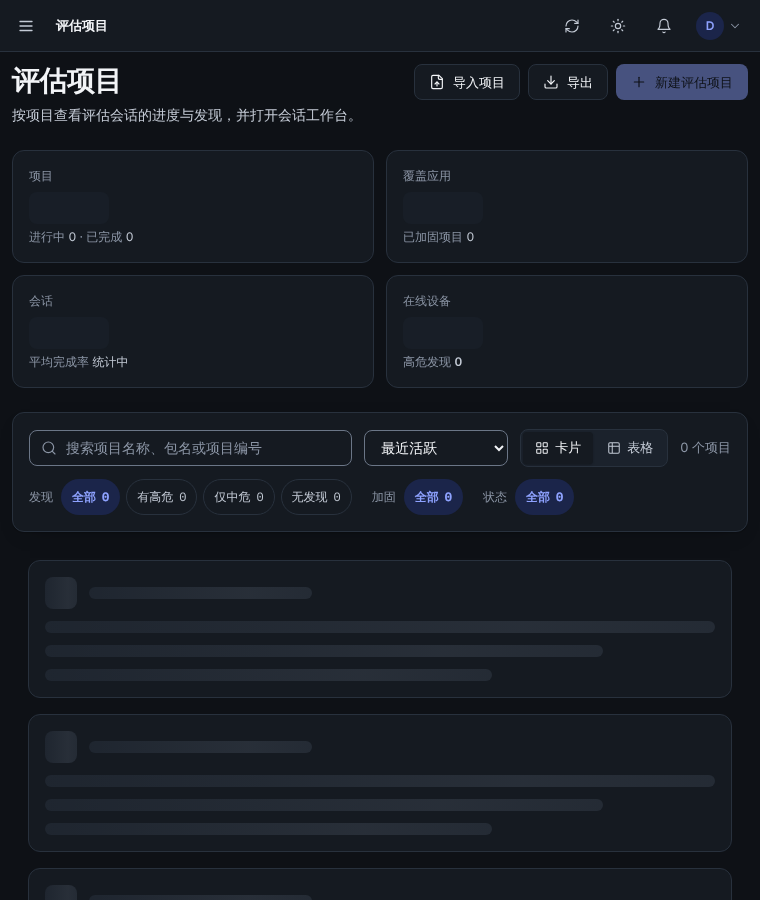 评估项目
D
评估项目
导入项目
导出
新建评估项目
按项目查看评估会话的进度与发现，并打开会话工作台。
项目
进行中 0 · 已完成 0
覆盖应用
已加固项目 0
会话
平均完成率 统计中
在线设备
高危发现 0
搜索项目名称、包名或项目编号
最近活跃
卡片
表格
0 个项目
发现 全部 0 有高危 0 仅中危 0 无发现 0 加固 全部 0 状态 全部 0